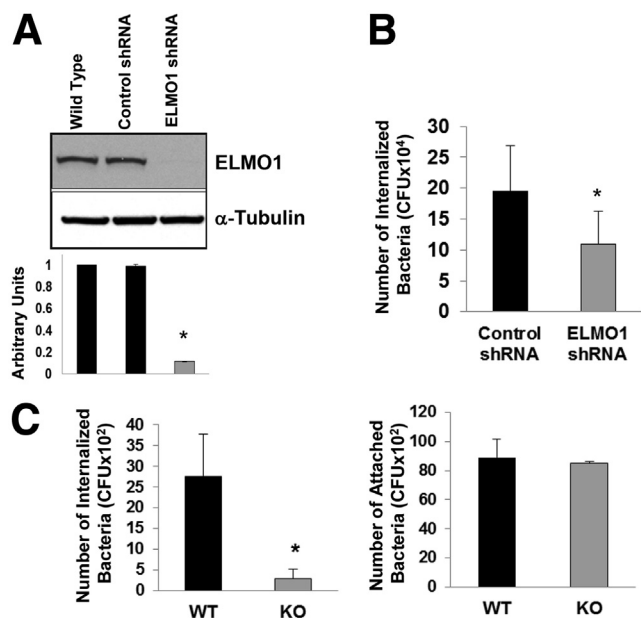 A
Wild Type
Control shRNA
ELMO1 shRNA
ELMO1
α-Tubulin
Arbitrary Units
1
0.8
0.6
0.4
0.2
0
*
B
Number of Internalized
Bacteria (CFUx10⁴)
30
25
20
15
10
5
0
*
Control
shRNA
ELMO1
shRNA
C
Number of Internalized
Bacteria (CFUx10²)
40
35
30
25
20
15
10
5
0
*
WT
KO
Number of Attached
Bacteria (CFUx10²)
120
100
80
60
40
20
0
WT
KO